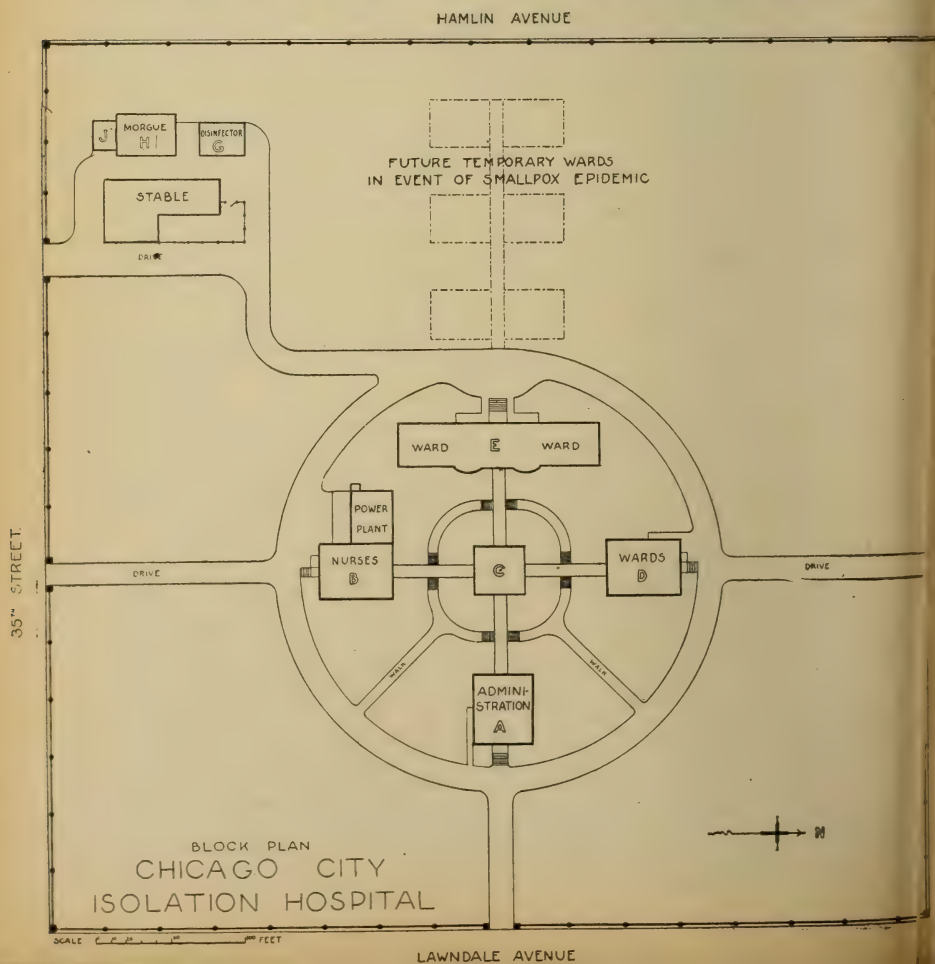 HAMLIN AVENUE
MORGUE
J
H I
DISINFECTOR
G
STABLE
DRIVE
FUTURE TEMPORARY WARDS
IN EVENT OF SMALLPOX EPIDEMIC
WARD E WARD
POWER
PLANT
35TH STREET.
DRIVE
NURSES
B
C
WARDS
D
DRIVE
WALK
WALK
ADMINI-
STRATION
A
N
BLOCK PLAN
CHICAGO CITY
ISOLATION HOSPITAL
SCALE 100 FEET
LAWNDALE AVENUE